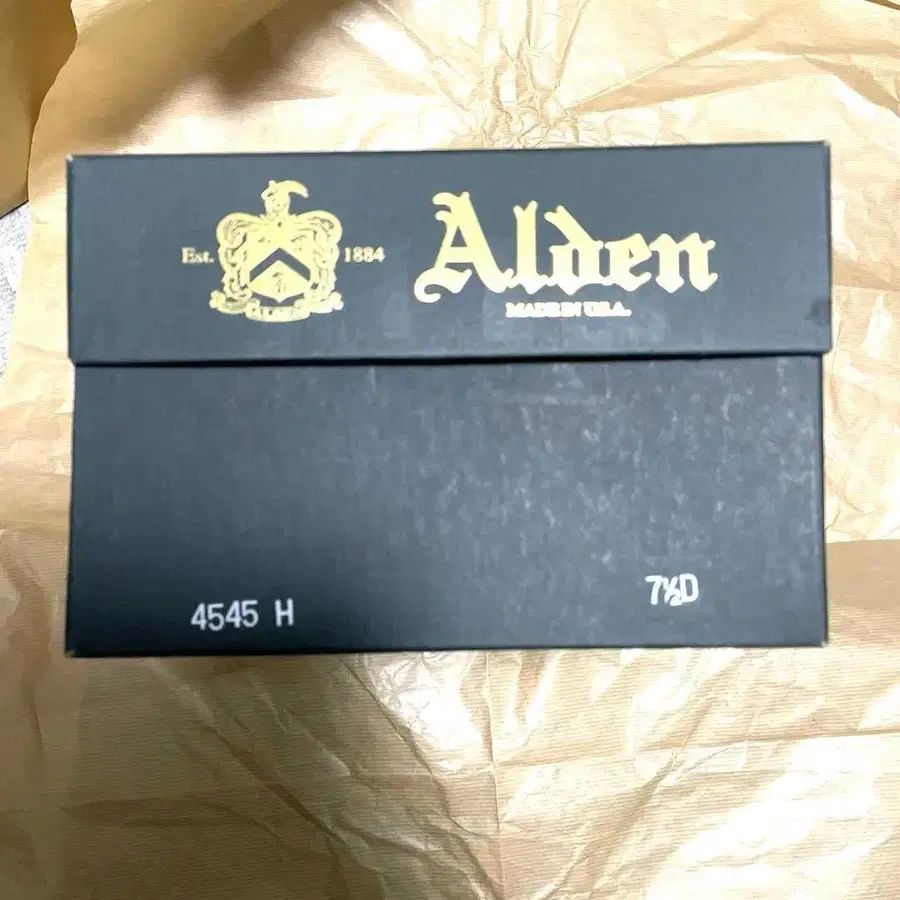 Est. 1884
Alden
MADE IN U.S.A.
4545 H
7½D